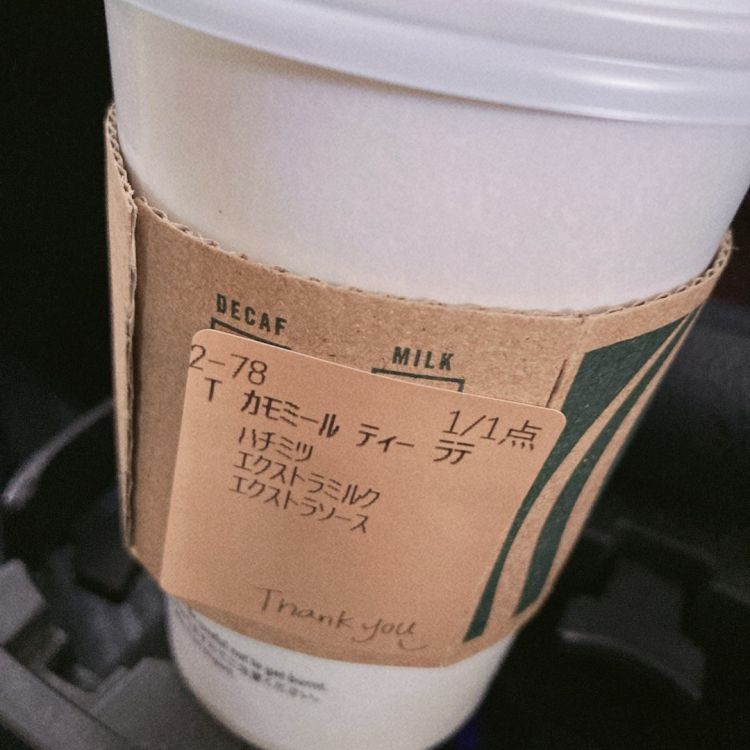 DECAF
MILK
2-78
1/1点
T カモミール ティー ラテ
ハチミツ
エクストラミルク
エクストラソース
Thank you